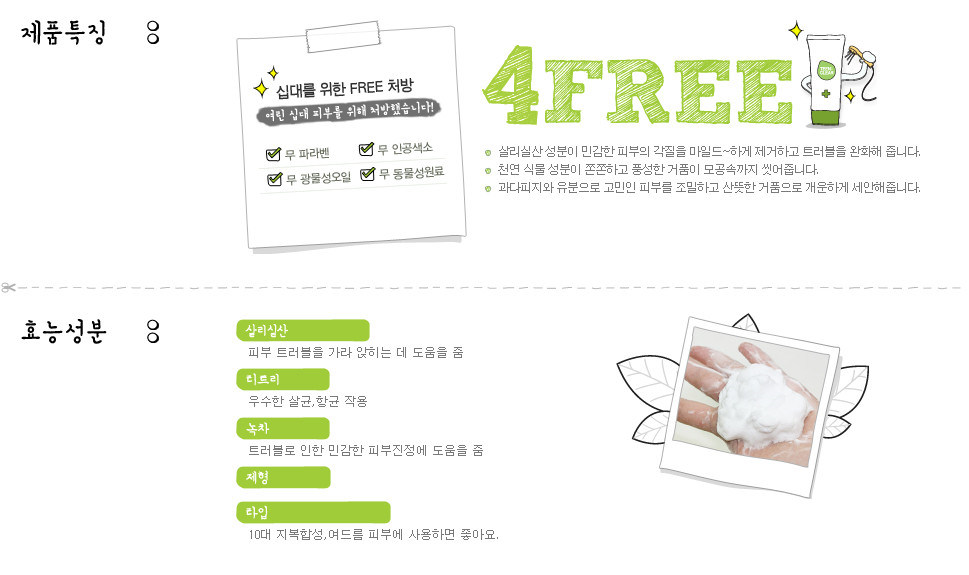 제품특징
십대를 위한 FREE 처방
여린 십대 피부를 위해 처방했습니다!
무 파라벤
무 인공색소
무 광물성오일
무 동물성원료
4FREE
살리실산 성분이 민감한 피부의 각질을 마일드~하게 제거하고 트러블을 완화해 줍니다.
천연 식물 성분이 쫀쫀하고 풍성한 거품이 모공속까지 씻어줍니다.
과다피지와 유분으로 고민인 피부를 조밀하고 산뜻한 거품으로 개운하게 세안해줍니다.
효능성분
살리실산
피부 트러블을 가라 앉히는 데 도움을 줌
티트리
우수한 살균,항균 작용
녹차
트러블로 인한 민감한 피부진정에 도움을 줌
제형
타입
10대 지복합성,여드름 피부에 사용하면 좋아요.